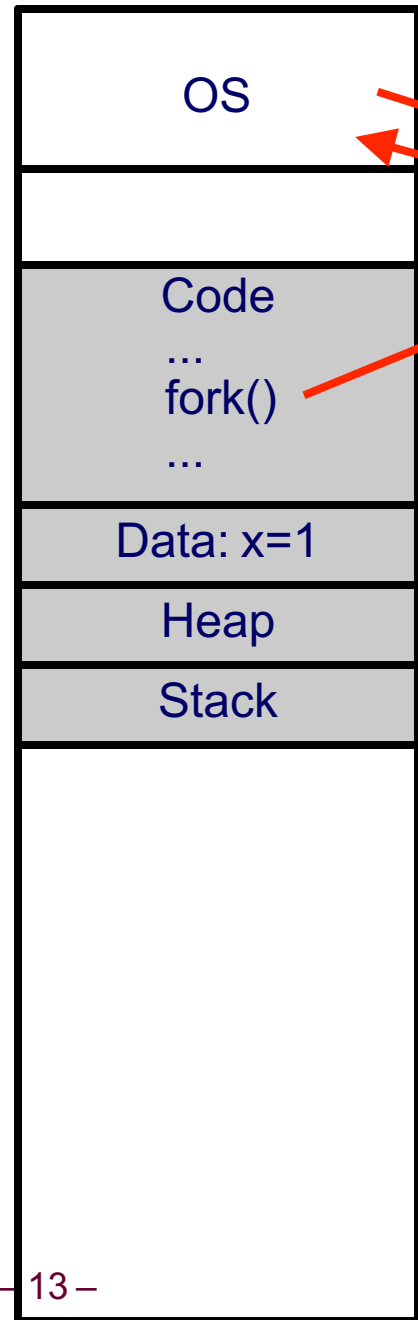 OS
Code
...
fork()
...
Data: x=1
Heap
Stack
– 13 –